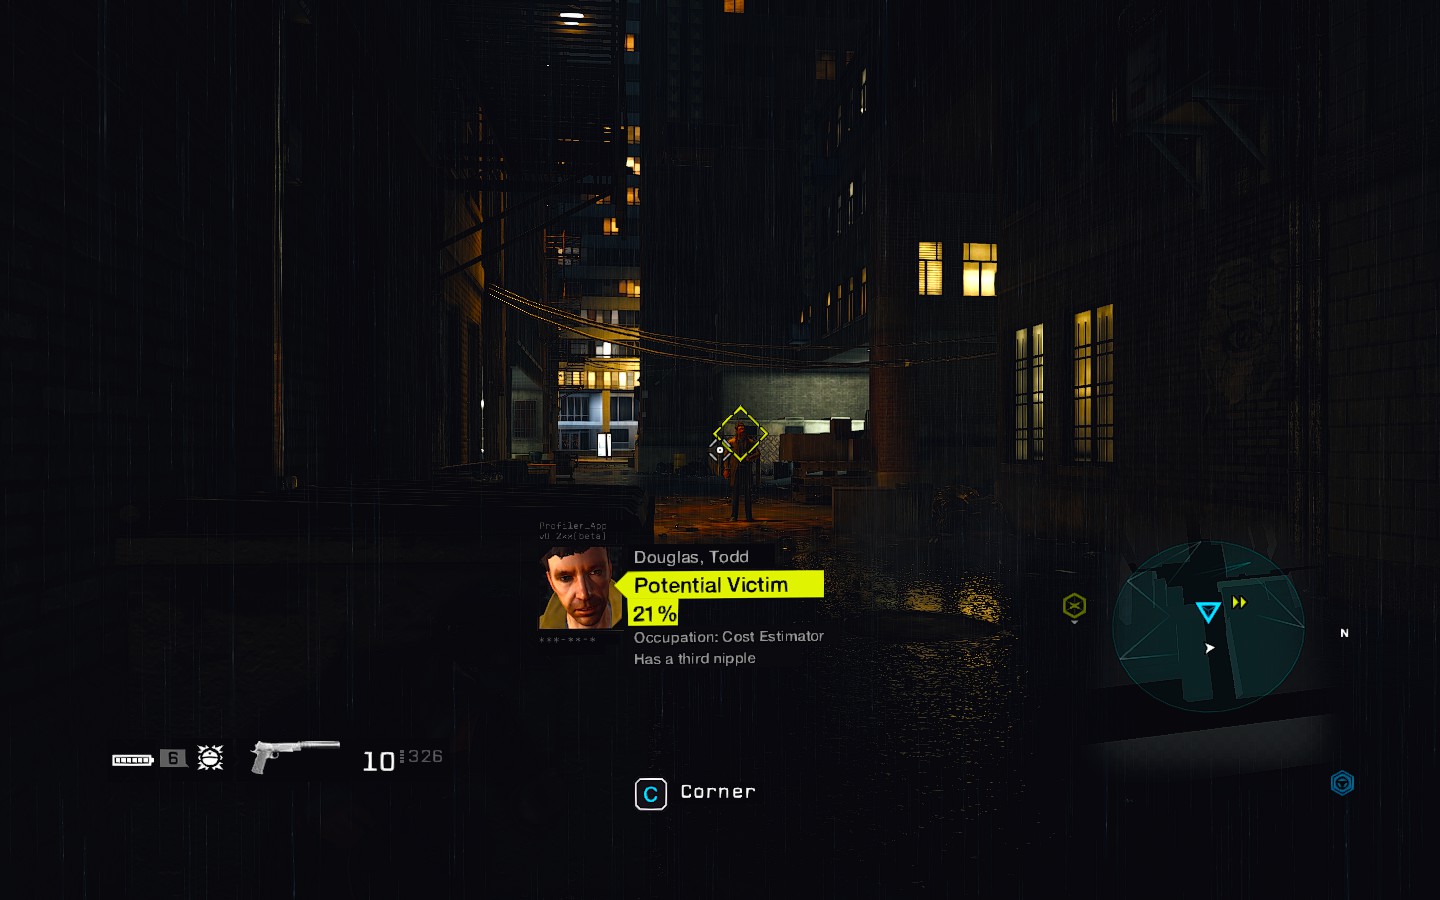 Profiler_App
Douglas, Todd
Potential Victim
21%
Occupation: Cost Estimator
Has a third nipple
***-**-*
N
6
10
326
C Corner